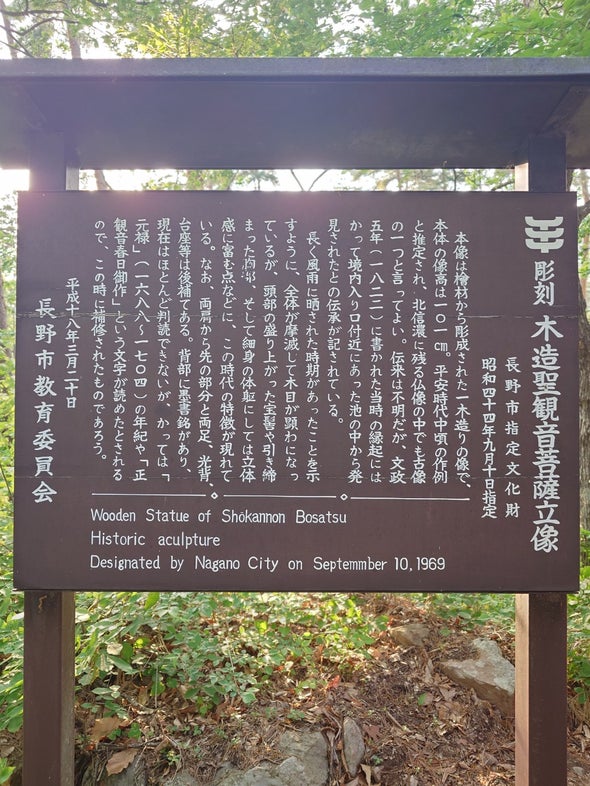 彫刻 木造聖観音菩薩立像
長野市指定文化財
昭和四十四年九月十日指定
本像は檜材から彫成された一木造りの像で、
本体の像高は一〇一cm。平安時代中頃の作例
と推定され、北信濃に残る仏像の中でも古像
の一つと言ってよい。伝来は不明だが、文政
五年(一八二二)に書かれた当時の縁起には
かって境内入り口付近にあった池の中から発
見されたとの伝承が記されている。
長く風雨に晒された時期があったことを示
すように、全体が摩滅して木目が顕わになっ
ているが、頭部の盛り上がった宝髻や引き締
まった胸部、そして細身の体躯にしては立体
感に富む点などに、この時代の特徴が現れて
いる。なお、両肩から先の部分と両足、光背、
台座等は後補である。背部に墨書銘があり、
現在はほとんど判読できないが、かっては「
元禄」(一六八八〜一七〇四)の年紀や「正
観音春日御作」という文字が読めたとされる
ので、この時に補修されたものであろう。
平成十八年三月二十日
長野市教育委員会
Wooden Statue of Shōkannon Bosatsu
Historic aculpture
Designated by Nagano City on Septemmber 10, 1969